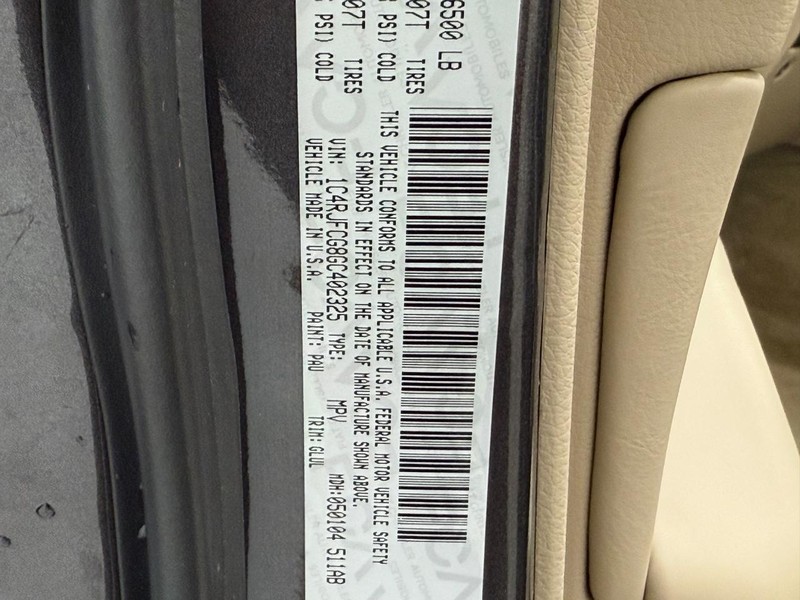 6500 LB
07T TIRES
PSI) COLD
07T TIRES
PSI) COLD
THIS VEHICLE CONFORMS TO ALL APPLICABLE U.S.A. FEDERAL MOTOR VEHICLE SAFETY
STANDARDS IN EFFECT ON THE DATE OF MANUFACTURE SHOWN ABOVE.
VIN: 1C4RJFCG8GC402325 TYPE: MPV MDH:050104 511AB
VEHICLE MADE IN U.S.A. PAINT: PAU TRIM: GLUL